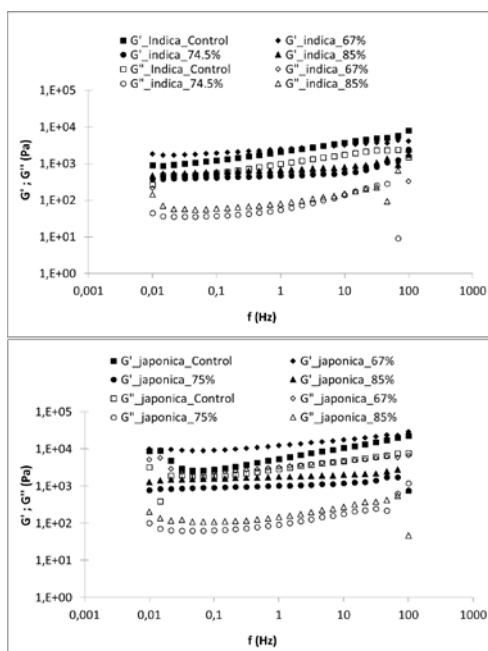 ■ G'_Indica_Control ◆ G'_indica_67%
● G'_indica_74.5% ▲ G'_indica_85%
□ G"_Indica_Control ◇ G"_indica_67%
○ G"_indica_74.5% △ G"_indica_85%
1,E+05
1,E+04
1,E+03
1,E+02
1,E+01
1,E+00
G' ; G'' (Pa)
0,001 0,01 0,1 1 10 100 1000
f (Hz)
■ G'_japonica_Control ◆ G'_japonica_67%
● G'_japonica_75% ▲ G'_japonica_85%
□ G"_japonica_Control ◇ G"_japonica_67%
○ G"_japonica_75% △ G"_japonica_85%
1,E+05
1,E+04
1,E+03
1,E+02
1,E+01
1,E+00
G' ; G'' (Pa)
0,001 0,01 0,1 1 10 100 1000
f (Hz)